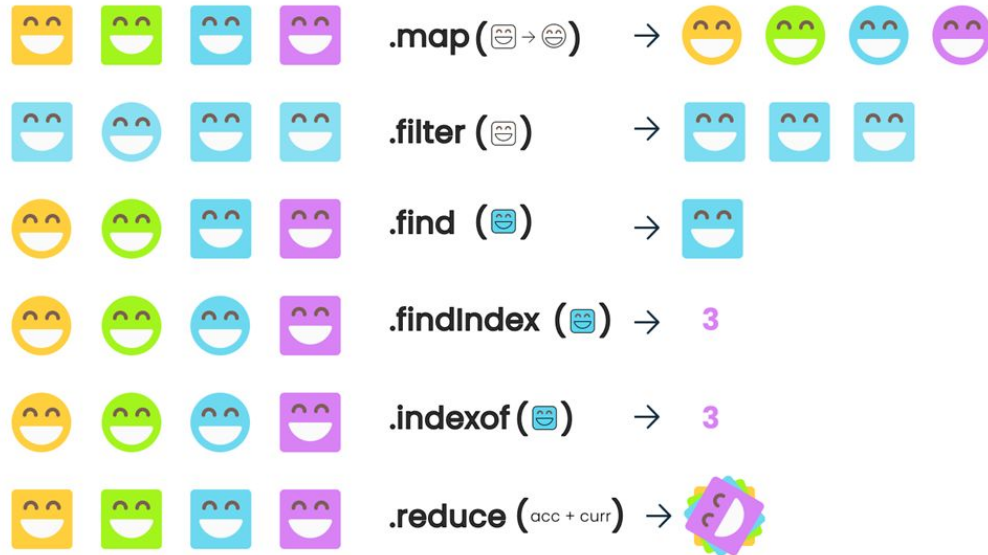 .map ( → ) →
.filter ( ) →
.find ( ) →
.findIndex ( ) → 3
.indexof ( ) → 3
.reduce (acc + curr) →